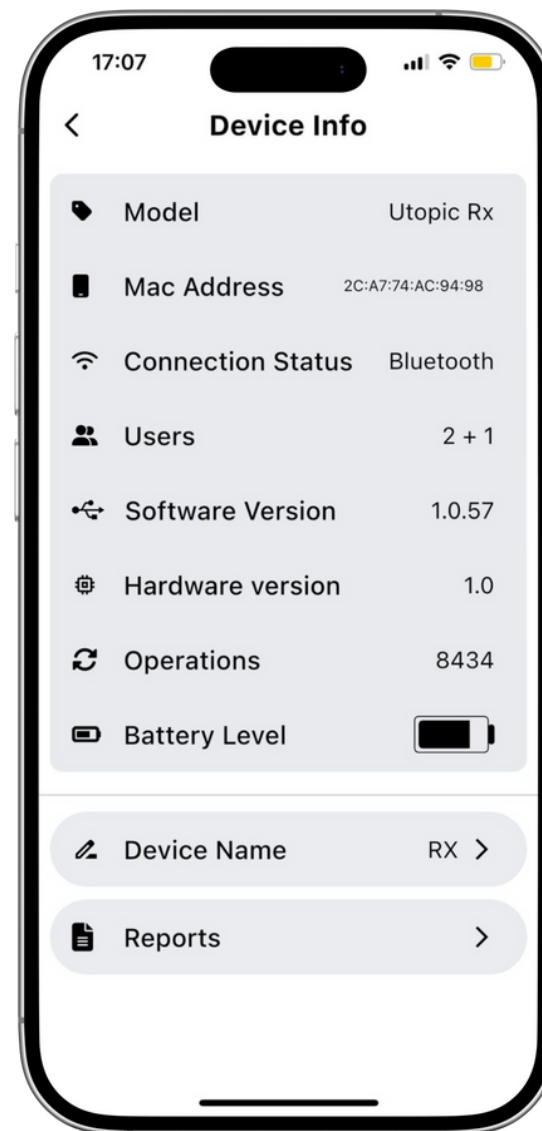 17:07
Device Info
Model Utopic Rx
Mac Address 2C:A7:74:AC:94:98
Connection Status Bluetooth
Users 2 + 1
Software Version 1.0.57
Hardware version 1.0
Operations 8434
Battery Level
Device Name RX
Reports